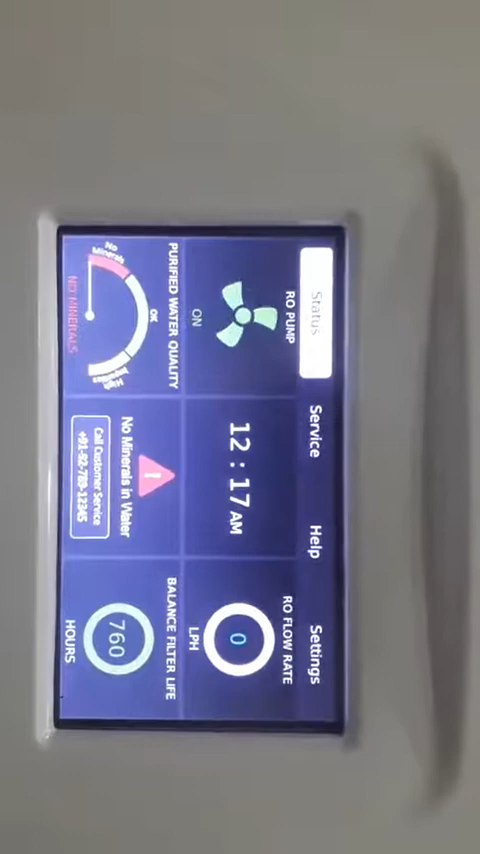 Status
Service
Help
Settings
RO PUMP
ON
12:17 AM
RO FLOW RATE
0
LPH
PURIFIED WATER QUALITY
No Minerals
OK
High Impurities
NO MINERALS
!
No Minerals in Water
Call Customer Service
+91-92-789-12345
BALANCE FILTER LIFE
760
HOURS